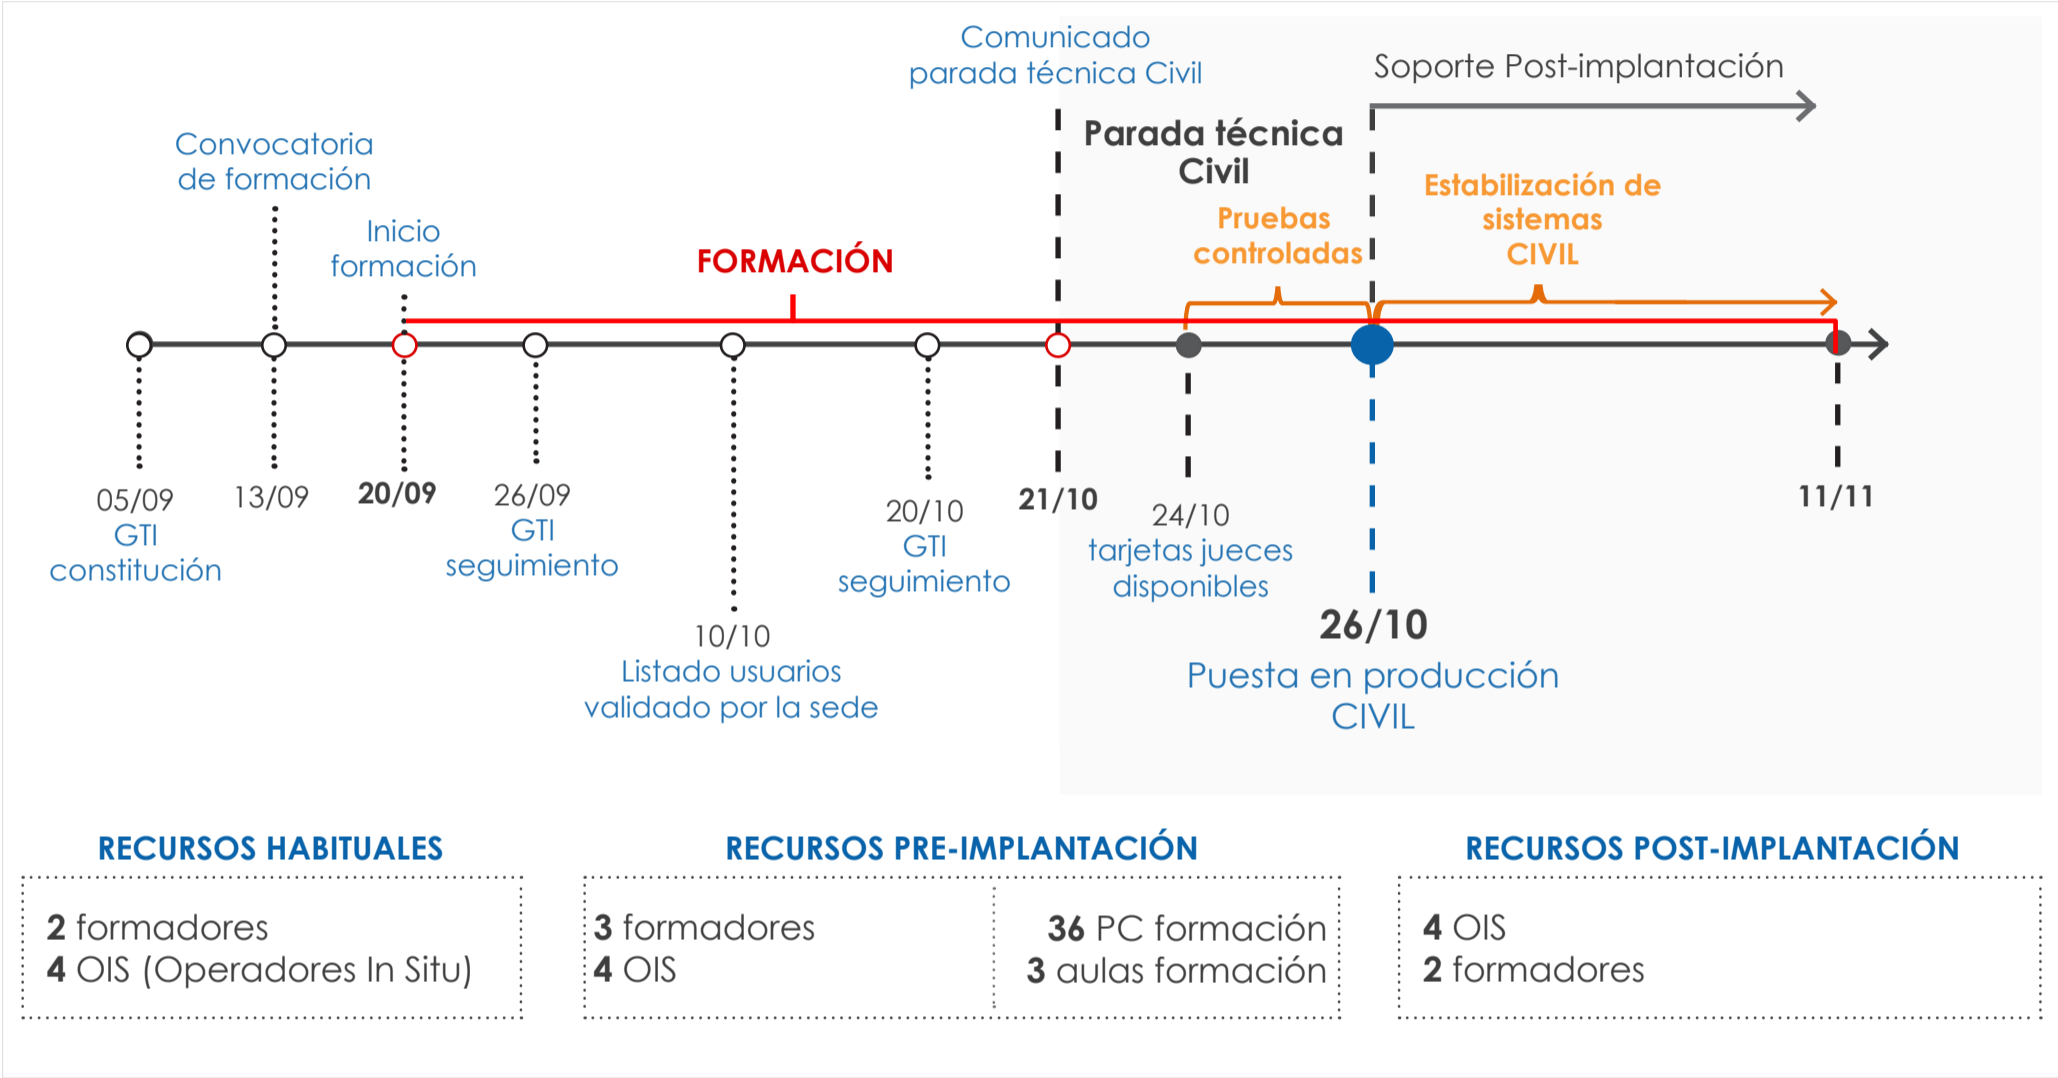 Comunicado
parada técnica Civil
Soporte Post-implantación
Convocatoria
de formación
Parada técnica
Civil
Inicio
formación
FORMACIÓN
Pruebas
controladas
Estabilización de
sistemas
CIVIL
05/09
GTI
constitución
13/09
20/09
26/09
GTI
seguimiento
10/10
Listado usuarios
validado por la sede
20/10
GTI
seguimiento
21/10
24/10
tarjetas jueces
disponibles
26/10
Puesta en producción
CIVIL
11/11
RECURSOS HABITUALES
2 formadores
4 OIS (Operadores In Situ)
RECURSOS PRE-IMPLANTACIÓN
3 formadores
4 OIS
36 PC formación
3 aulas formación
RECURSOS POST-IMPLANTACIÓN
4 OIS
2 formadores